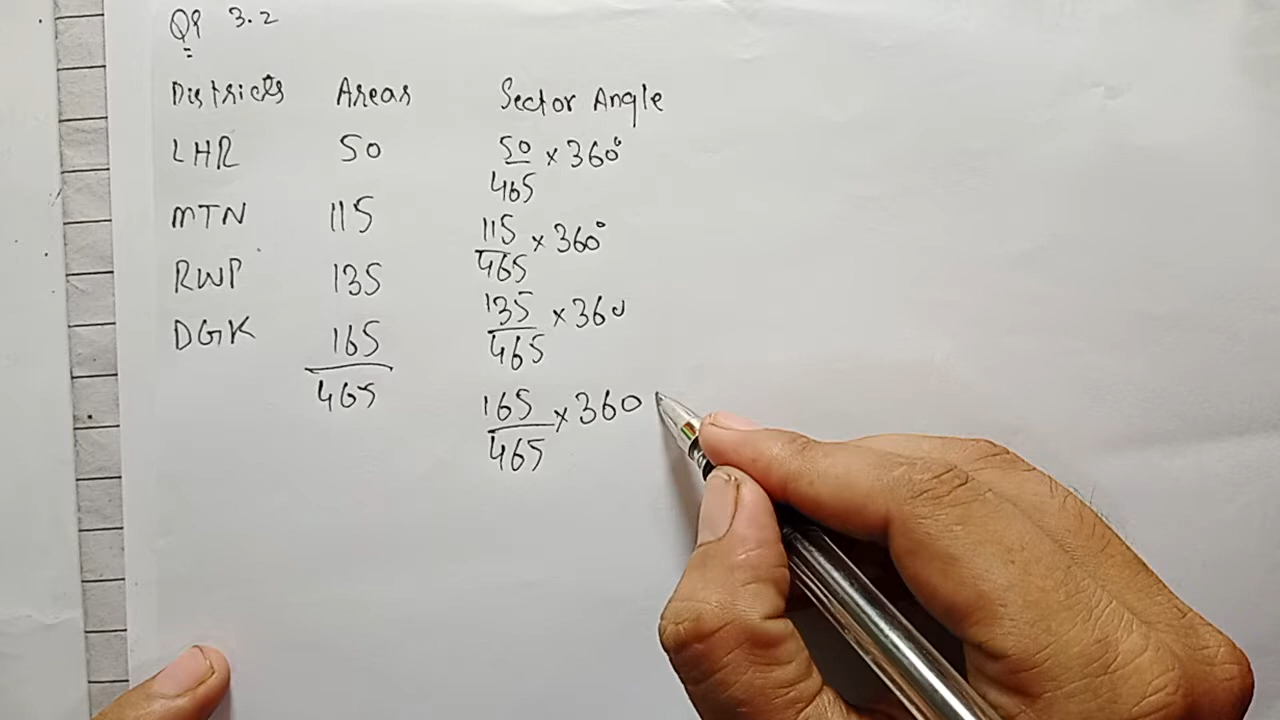 Q9 3.2
Districts Areas Sector Angle
LHR 50 50/465 × 360°
MTN 115 115/465 × 360°
RWP 135 135/465 × 360
DGK 165 165/465 × 360
465